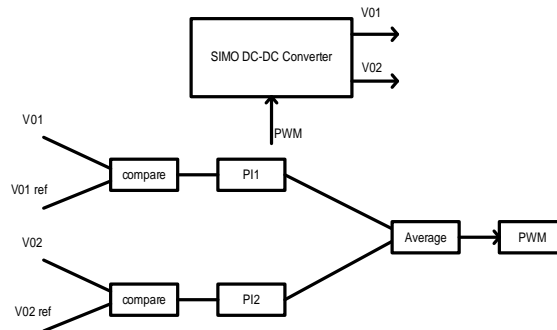 V01
SIMO DC-DC Converter
V02
PWM
V01
compare
PI1
V01 ref
Average
PWM
V02
compare
PI2
V02 ref